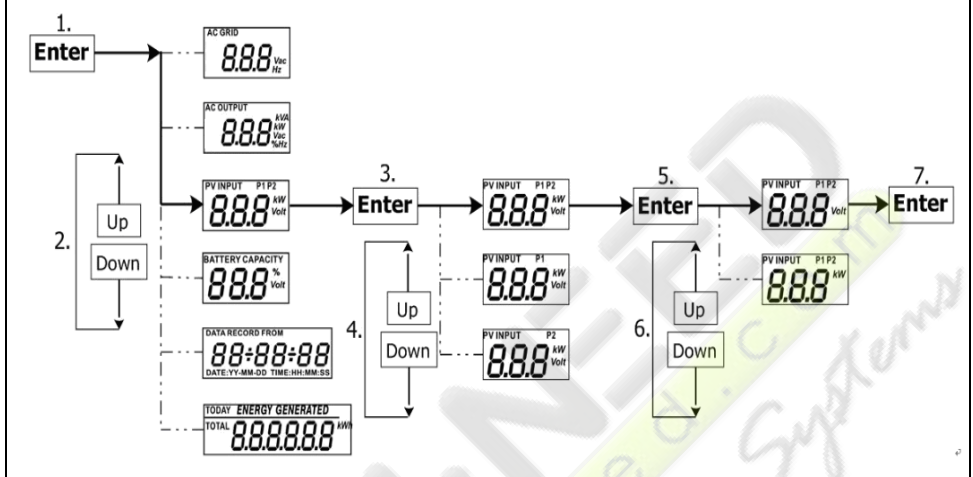 1.
Enter
AC GRID
8.8.8 Vac Hz
AC OUTPUT
8.8.8 kVA kW Vac %Hz
2.
Up
Down
PV INPUT P1 P2
8.8.8 kW Volt
BATTERY CAPACITY
88.8 % Volt
DATA RECORD FROM
88:88:88
DATE:YY-MM-DD TIME:HH:MM:SS
TODAY ENERGY GENERATED
TOTAL 8.8.8.8.8.8 kWh
3.
Enter
4.
Up
Down
PV INPUT P1 P2
8.8.8 kW Volt
PV INPUT P1
8.8.8 kW Volt
PV INPUT P2
8.8.8 kW Volt
5.
Enter
6.
Up
Down
PV INPUT P1 P2
8.8.8 Volt
PV INPUT P1 P2
8.8.8 kW
7.
Enter
Systems